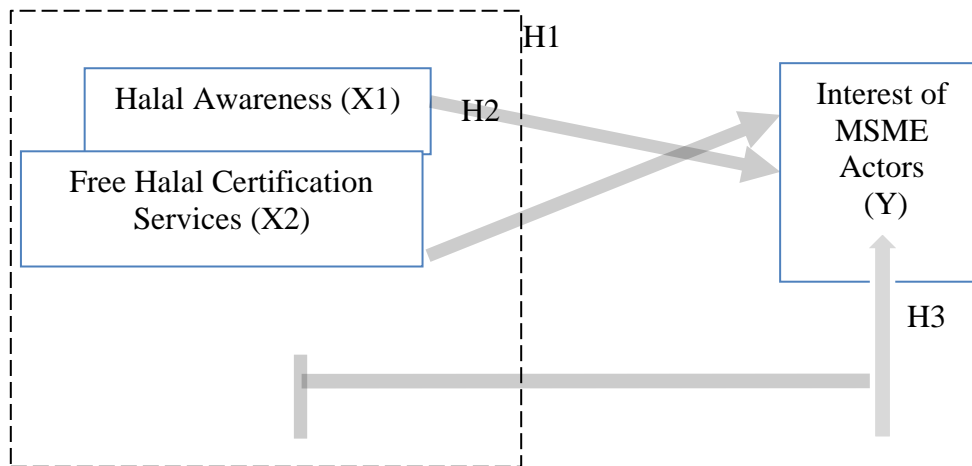 H1
Halal Awareness (X1)
H2
Free Halal Certification
Services (X2)
Interest of
MSME
Actors
(Y)
H3